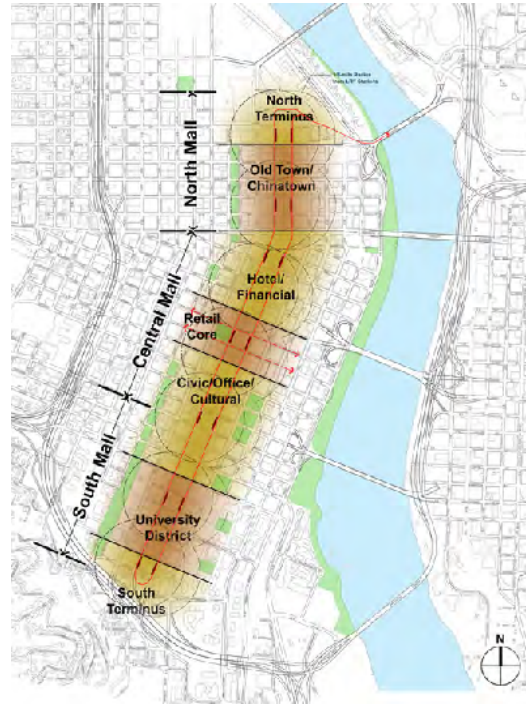 North
Terminus
North Mall
Old Town/
Chinatown
Hotel/
Financial
Central Mall
Retail
Core
Civic/Office/
Cultural
South Mall
University
District
South
Terminus
N